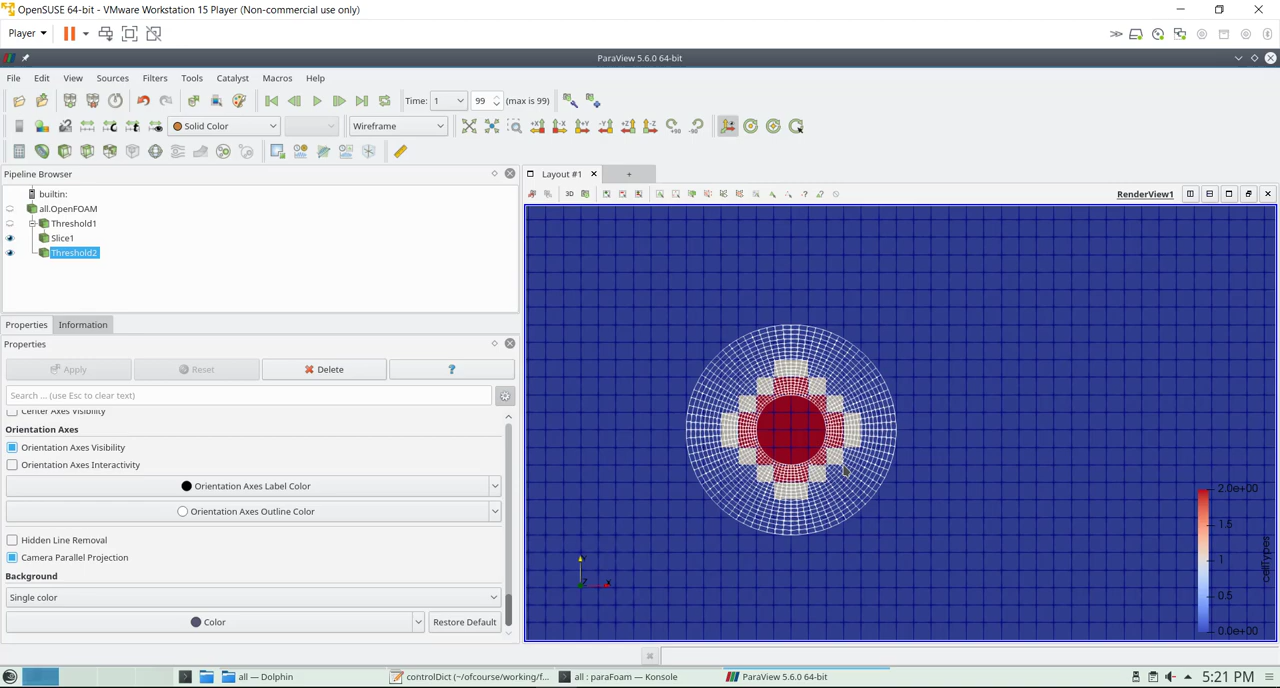 OpenSUSE 64-bit - VMware Workstation 15 Player (Non-commercial use only)
Player
ParaView 5.6.0 64-bit
File Edit View Sources Filters Tools Catalyst Macros Help
Time: 1 99 (max is 99)
Solid Color Wireframe
+X -X +Y -Y +Z -Z +90 -90
Pipeline Browser
Layout #1
+
builtin:
3D
RenderView1
all.OpenFOAM
Threshold1
Slice1
Threshold2
Properties Information
Properties
Apply Reset Delete ?
Search ... (use Esc to clear text)
Center Axes Visibility
Orientation Axes
Orientation Axes Visibility
Orientation Axes Interactivity
Orientation Axes Label Color
Orientation Axes Outline Color
Hidden Line Removal
Camera Parallel Projection
Background
Single color
Color Restore Default
2.0e+00
1.5
1
0.5
0.0e+00
cellTypes
Y
Z X
all — Dolphin
controlDict (~/ofcourse/working/f...
all : paraFoam — Konsole
ParaView 5.6.0 64-bit
5:21 PM